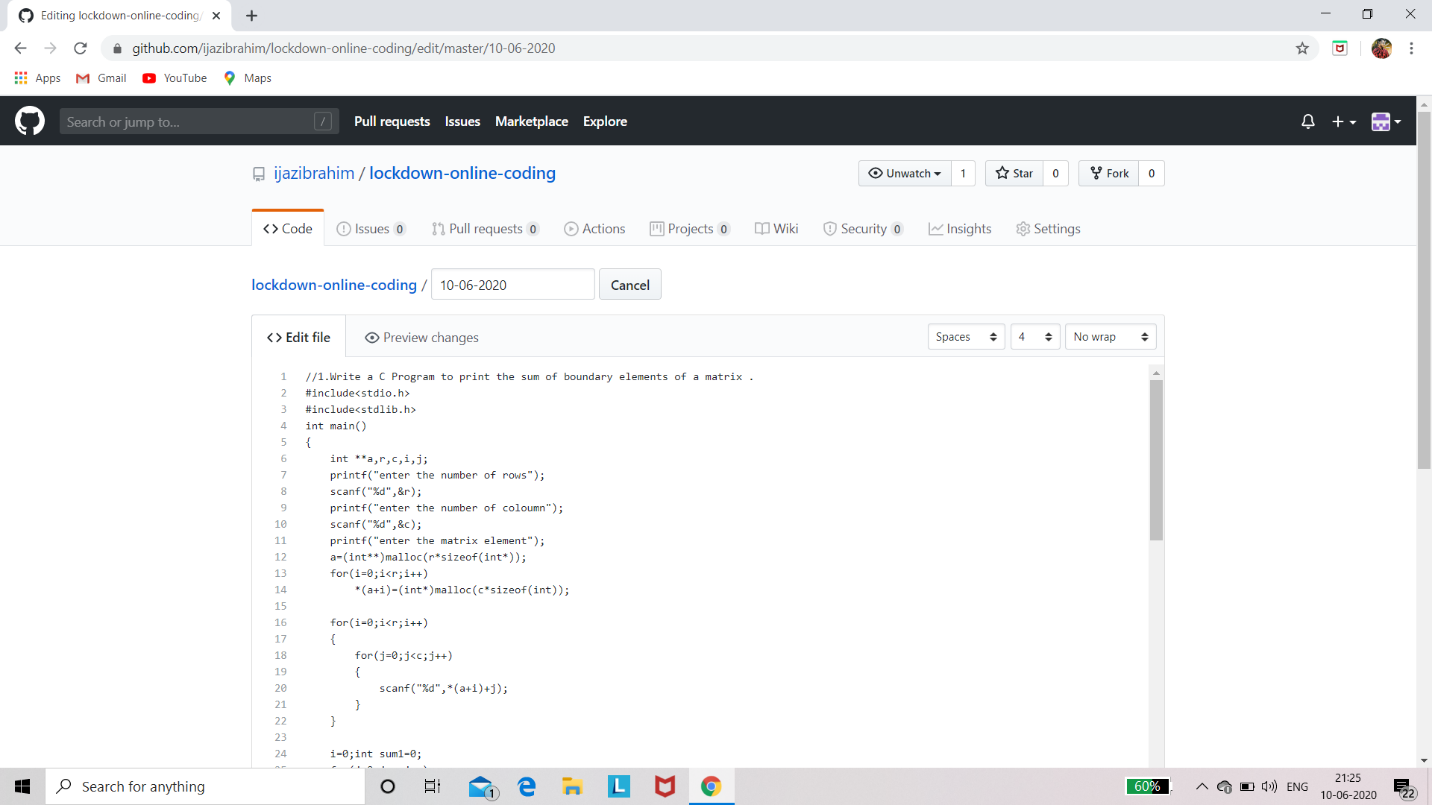 Editing lockdown-online-coding/
github.com/ijazibrahim/lockdown-online-coding/edit/master/10-06-2020
Apps Gmail YouTube Maps
Search or jump to... / Pull requests Issues Marketplace Explore
ijazibrahim / lockdown-online-coding Unwatch 1 Star 0 Fork 0
<> Code Issues 0 Pull requests 0 Actions Projects 0 Wiki Security 0 Insights Settings
lockdown-online-coding / 10-06-2020 Cancel
<> Edit file Preview changes Spaces 4 No wrap
1 //1.Write a C Program to print the sum of boundary elements of a matrix .
2 #include<stdio.h>
3 #include<stdlib.h>
4 int main()
5 {
6 int **a,r,c,i,j;
7 printf("enter the number of rows");
8 scanf("%d",&r);
9 printf("enter the number of coloumn");
10 scanf("%d",&c);
11 printf("enter the matrix element");
12 a=(int**)malloc(r*sizeof(int*));
13 for(i=0;i<r;i++)
14 *(a+i)=(int*)malloc(c*sizeof(int));
15
16 for(i=0;i<r;i++)
17 {
18 for(j=0;j<c;j++)
19 {
20 scanf("%d",*(a+i)+j);
21 }
22 }
23
24 i=0;int sum1=0;
Search for anything 1 L 60% ENG 21:25
10-06-2020 22